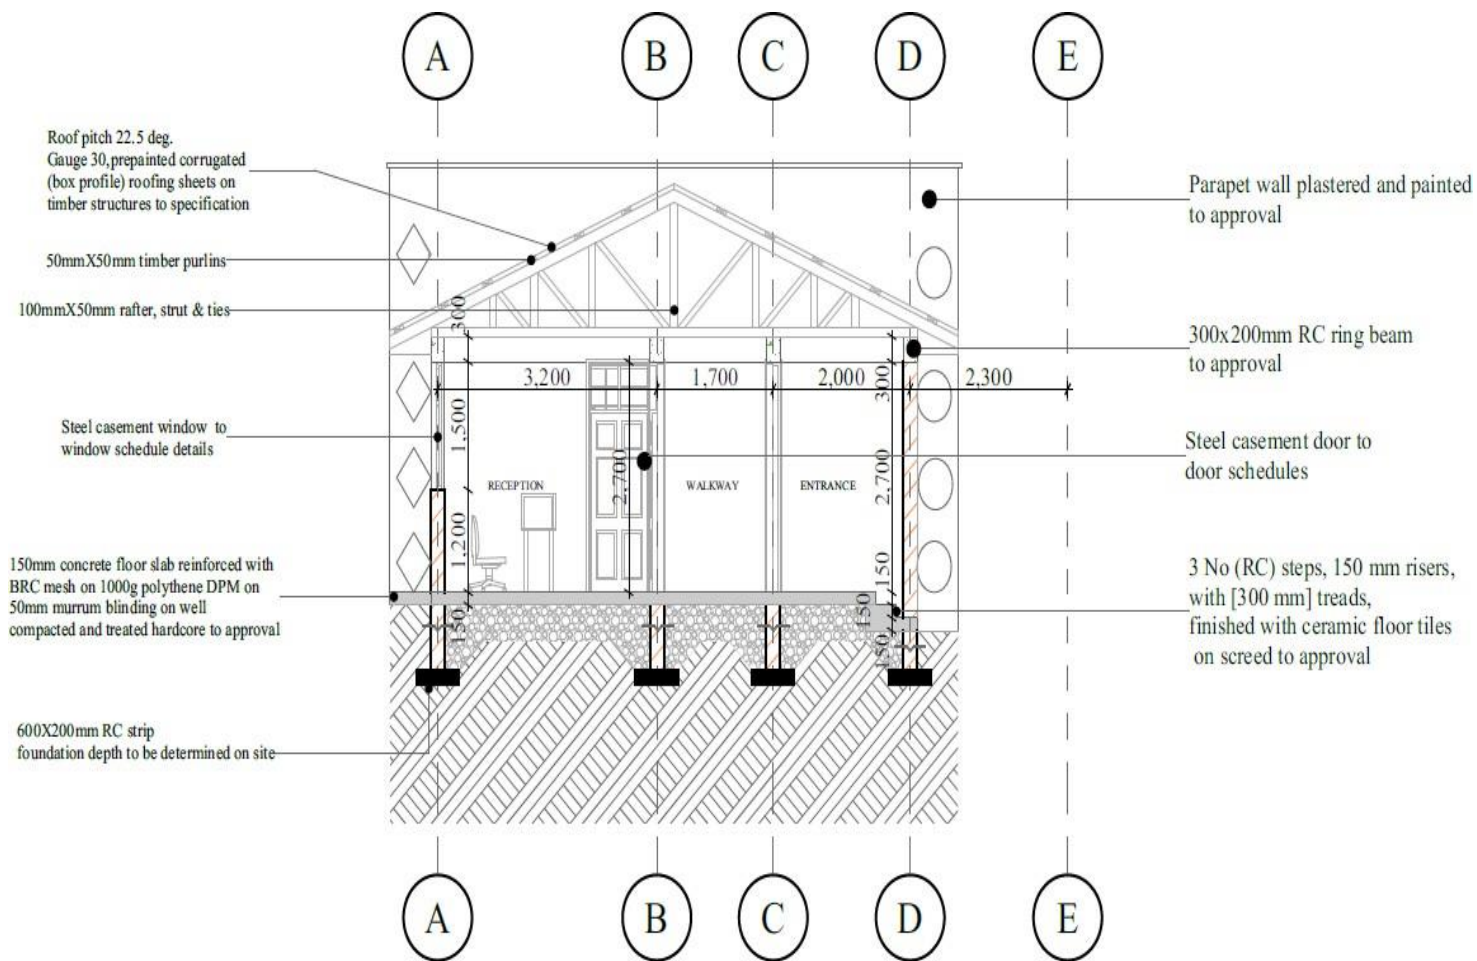 A
B
C
D
E
Roof pitch 22.5 deg.
Gauge 30,prepainted corrugated
(box profile) roofing sheets on
timber structures to specification
50mmX50mm timber purlins
100mmX50mm rafter, strut & ties
Steel casement window to
window schedule details
150mm concrete floor slab reinforced with
BRC mesh on 1000g polythene DPM on
50mm murrum blinding on well
compacted and treated hardcore to approval
600X200mm RC strip
foundation depth to be determined on site
300
3,200
1,700
2,000
2,300
300
1,500
2,700
2,700
RECEPTION
WALKWAY
ENTRANCE
1,200
150
150
150
150
Parapet wall plastered and painted
to approval
300x200mm RC ring beam
to approval
Steel casement door to
door schedules
3 No (RC) steps, 150 mm risers,
with [300 mm] treads,
finished with ceramic floor tiles
on screed to approval
A
B
C
D
E